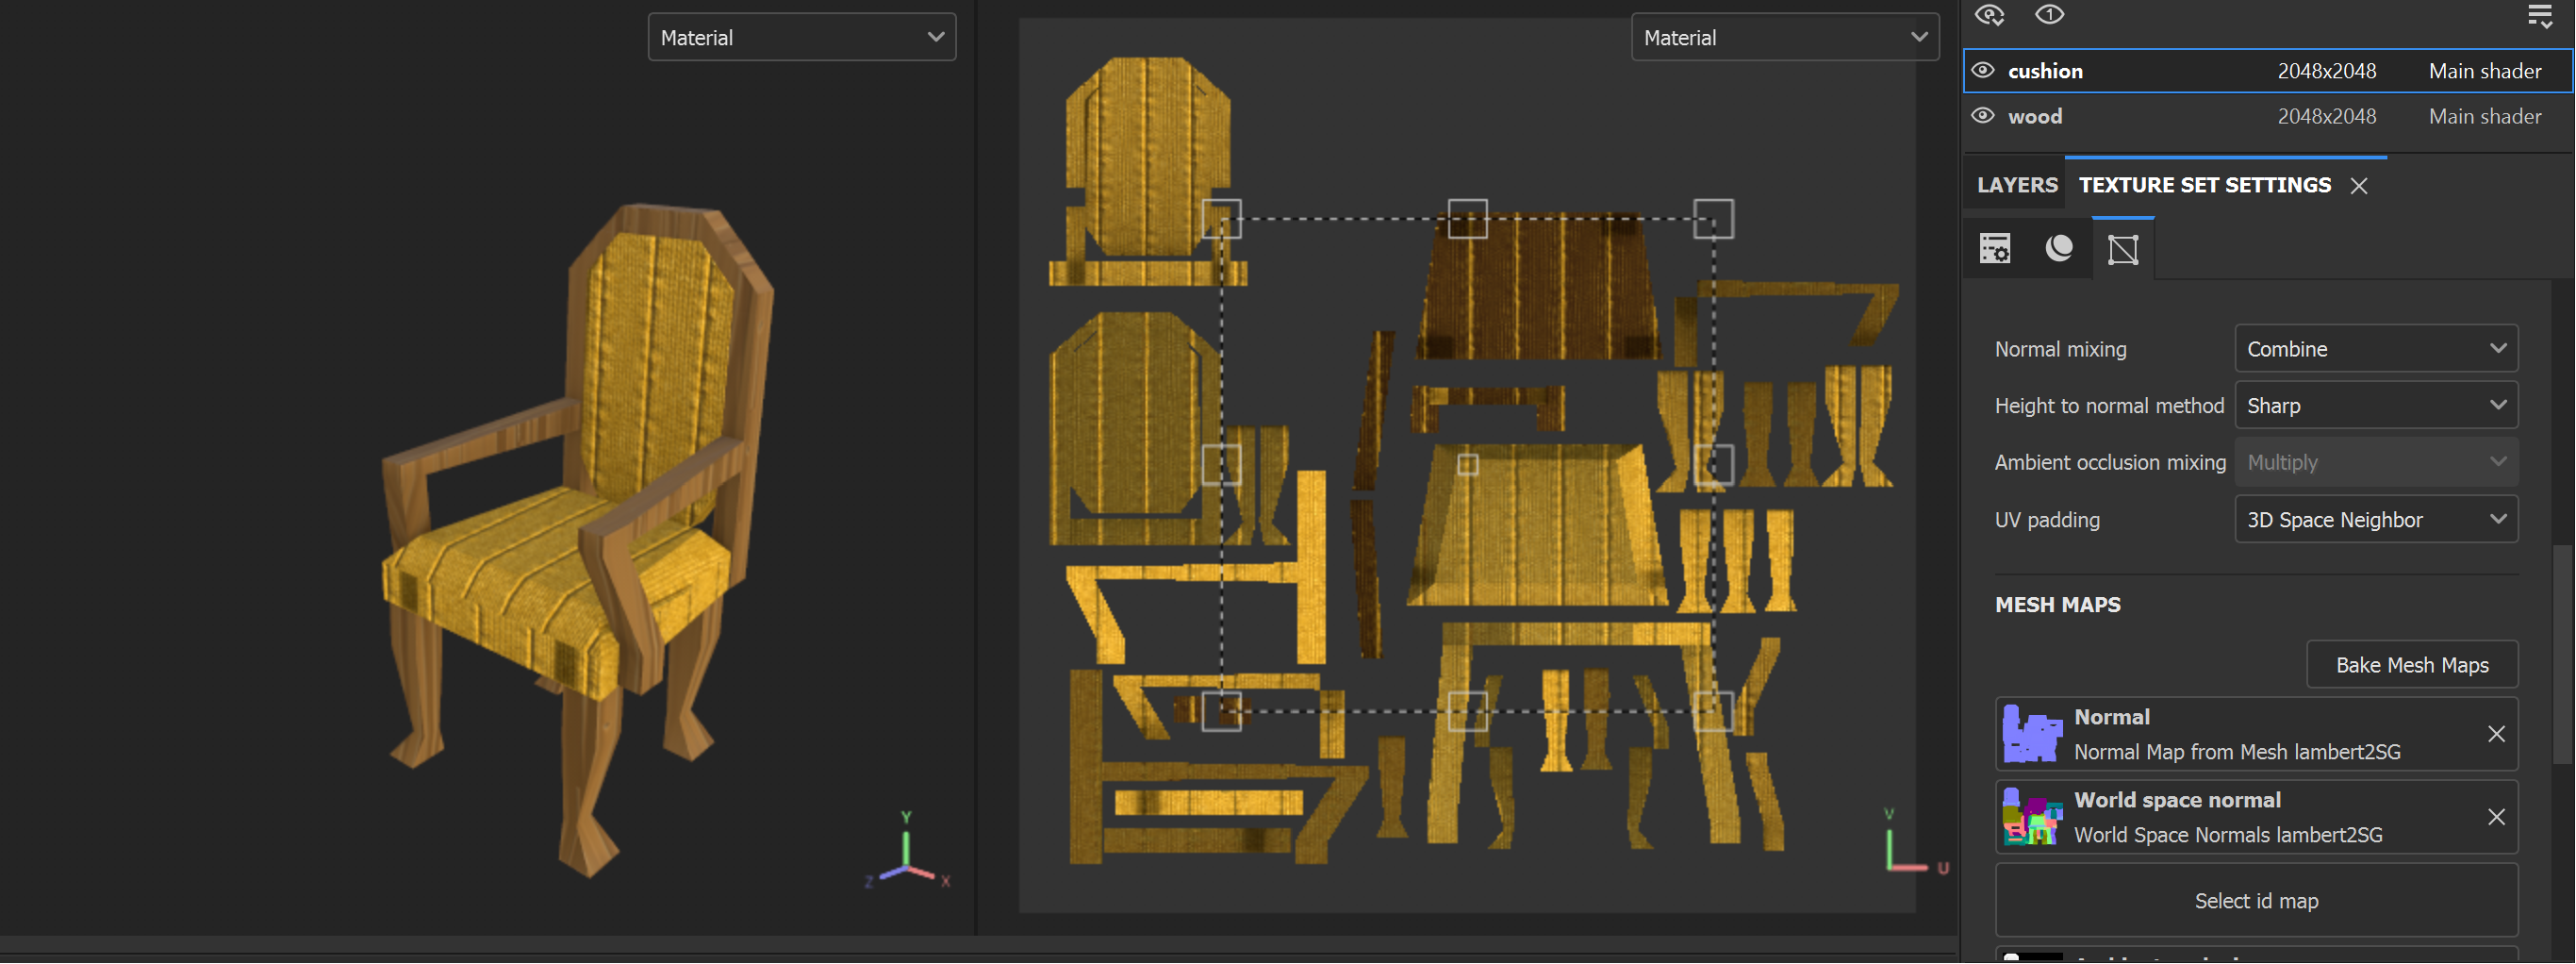 Material
Material
1
cushion 2048x2048 Main shader
wood 2048x2048 Main shader
LAYERS TEXTURE SET SETTINGS
Normal mixing Combine
Height to normal method Sharp
Ambient occlusion mixing Multiply
UV padding 3D Space Neighbor
MESH MAPS
Bake Mesh Maps
Normal
Normal Map from Mesh lambert2SG
World space normal
World Space Normals lambert2SG
Select id map
Y
Z
X
V
U